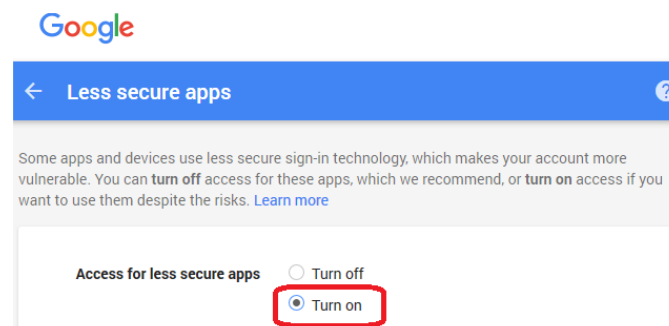 Google
Less secure apps
?
Some apps and devices use less secure sign-in technology, which makes your account more
vulnerable. You can turn off access for these apps, which we recommend, or turn on access if you
want to use them despite the risks. Learn more
Access for less secure apps
Turn off
Turn on